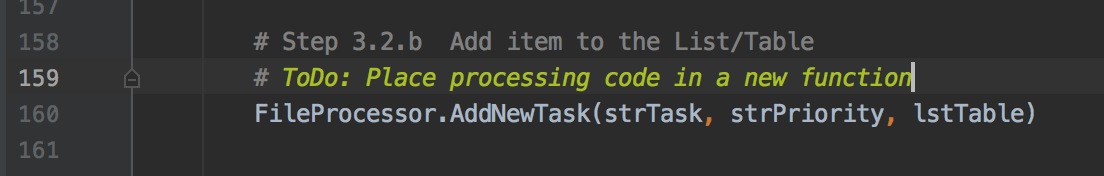 157
158 # Step 3.2.b  Add item to the List/Table
159 # ToDo: Place processing code in a new function
160 FileProcessor.AddNewTask(strTask, strPriority, lstTable)
161